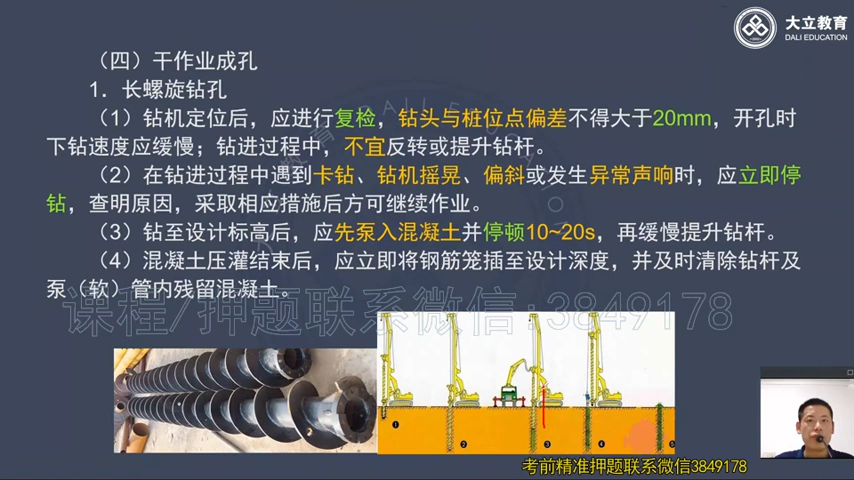 大立教育
DALI EDUCATION
（四）干作业成孔
1．长螺旋钻孔
（1）钻机定位后，应进行复检，钻头与桩位点偏差不得大于20mm，开孔时
下钻速度应缓慢；钻进过程中，不宜反转或提升钻杆。
（2）在钻进过程中遇到卡钻、钻机摇晃、偏斜或发生异常声响时，应立即停
钻，查明原因，采取相应措施后方可继续作业。
（3）钻至设计标高后，应先泵入混凝土并停顿10~20s，再缓慢提升钻杆。
（4）混凝土压灌结束后，应立即将钢筋笼插至设计深度，并及时清除钻杆及
泵（软）管内残留混凝土。
课程/押题联系微信:3849178
1
2
3
4
5
考前精准押题联系微信3849178